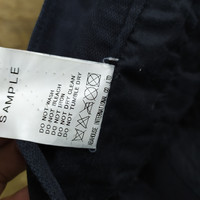 SAMPLE
DO NOT WASH
DO NOT BLEACH
DO NOT IRON
DO NOT DRY CLEAN
DO NOT TUMBLE DRY